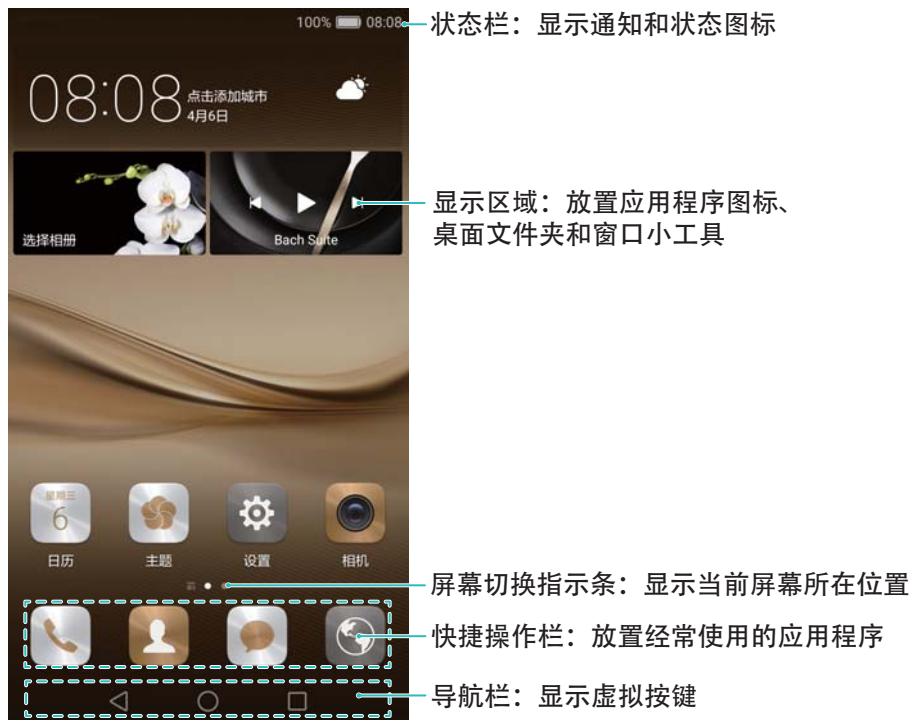 100% 08:08
状态栏：显示通知和状态图标
08:08
点击添加城市
4月6日
选择相册
Bach Suite
显示区域：放置应用程序图标、
桌面文件夹和窗口小工具
星期三
6
日历
主题
设置
相机
屏幕切换指示条：显示当前屏幕所在位置
快捷操作栏：放置经常使用的应用程序
导航栏：显示虚拟按键